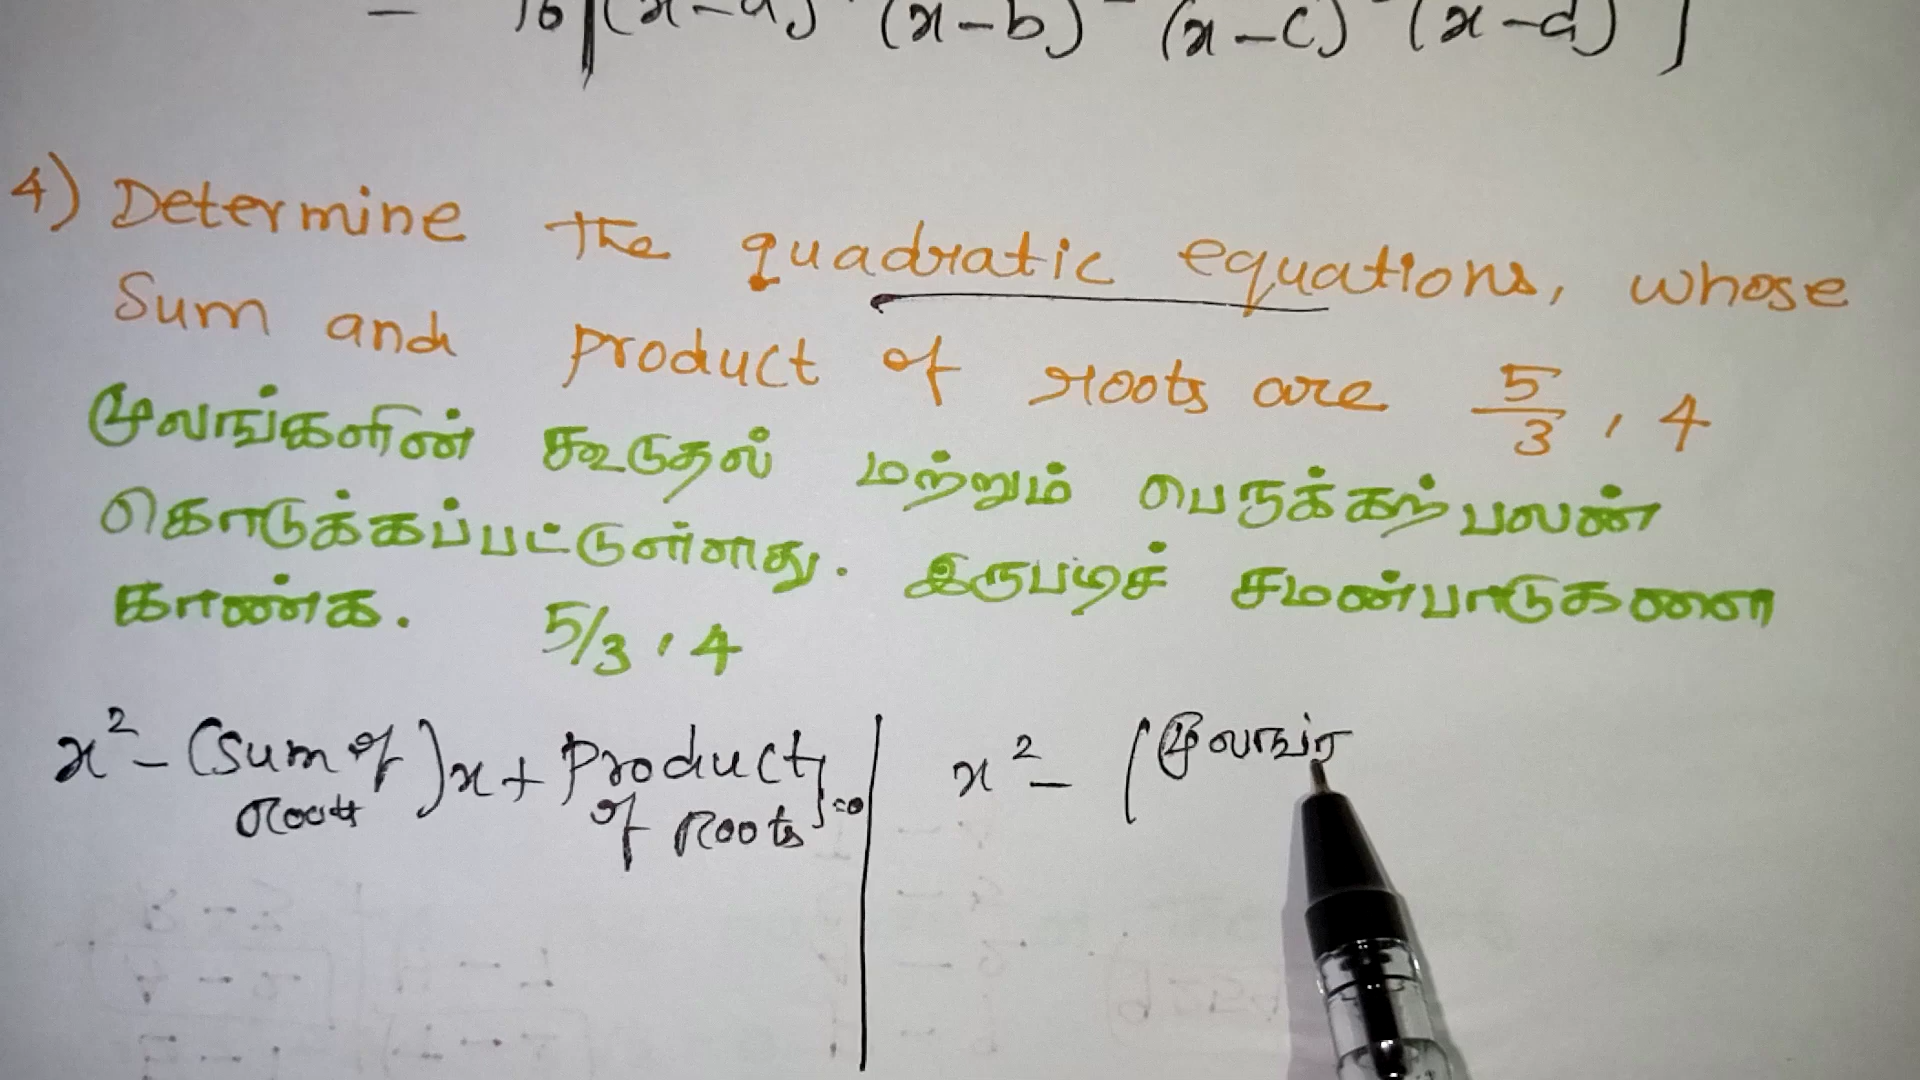 = 16 [(x-a) (x-b) (x-c) (x-d)]
4) Determine the quadratic equations, whose
Sum and product of roots are 5/3, 4
மூலங்களின் கூடுதல் மற்றும் பெருக்கற்பலன்
கொடுக்கப்பட்டுள்ளது. இருபடிச் சமன்பாடுகளை
காண்க. 5/3, 4
x² - (Sum of Roots) x + Product of Roots} = 0
x² - (மூலங்